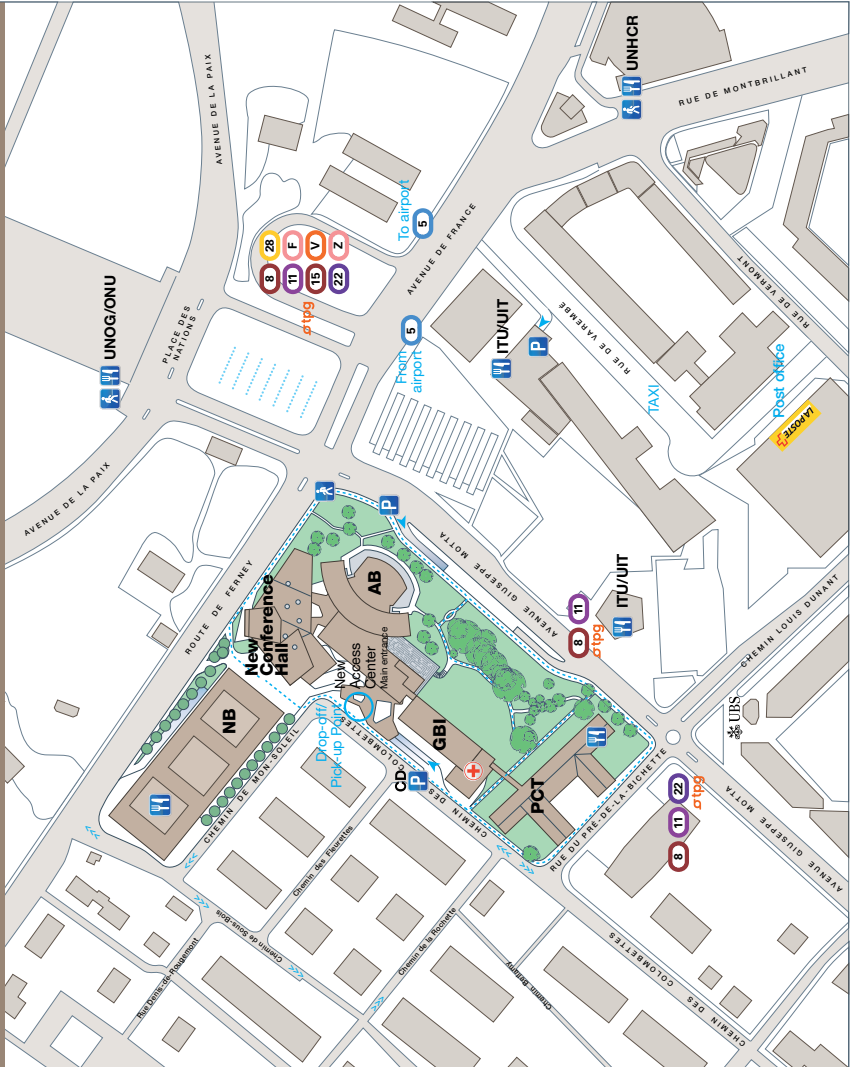 AVENUE DE LA PAIX
UNHCR
RUE DE MONTBRILLANT
To airport
5
28
F
V
Z
8
11
15
22
tpg
AVENUE DE FRANCE
UNOG/ONU
PLACE DES
NATIONS
RUE DE VERMONT
5
From
airport
ITU/UIT
P
RUE DE VAREMBE
TAXI
Post office
LA POSTE
AVENUE DE LA PAIX
P
ROUTE DE FERNEY
AVENUE GIUSEPPE MOTTA
New
Conference
Hall
AB
New
Access
Center
Main entrance
11
8
tpg
ITU/UIT
CHEMIN LOUIS DUNANT
NB
Drop-off/
Pick-up Point
GBI
CD
P
CHEMIN DES COLOMBETTES
PCT
UBS
CHEMIN DE MON-SOLEIL
RUE DU PRÉ-DE-LA-BICHETTE
22
11
8
tpg
AVENUE GIUSEPPE MOTTA
Chemin des Fleurettes
Chemin de Sous-Bois
Chemin de la Rochette
Rue Denis-de-Rougemont
Chemin Bellamy
CHEMIN DES COLOMBETTES